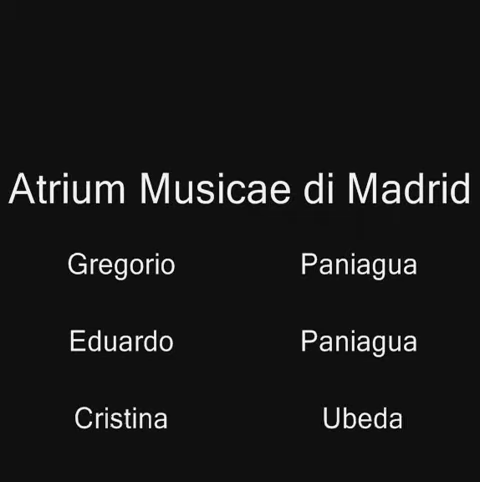 Atrium Musicae di Madrid
Gregorio Paniagua
Eduardo Paniagua
Cristina Ubeda